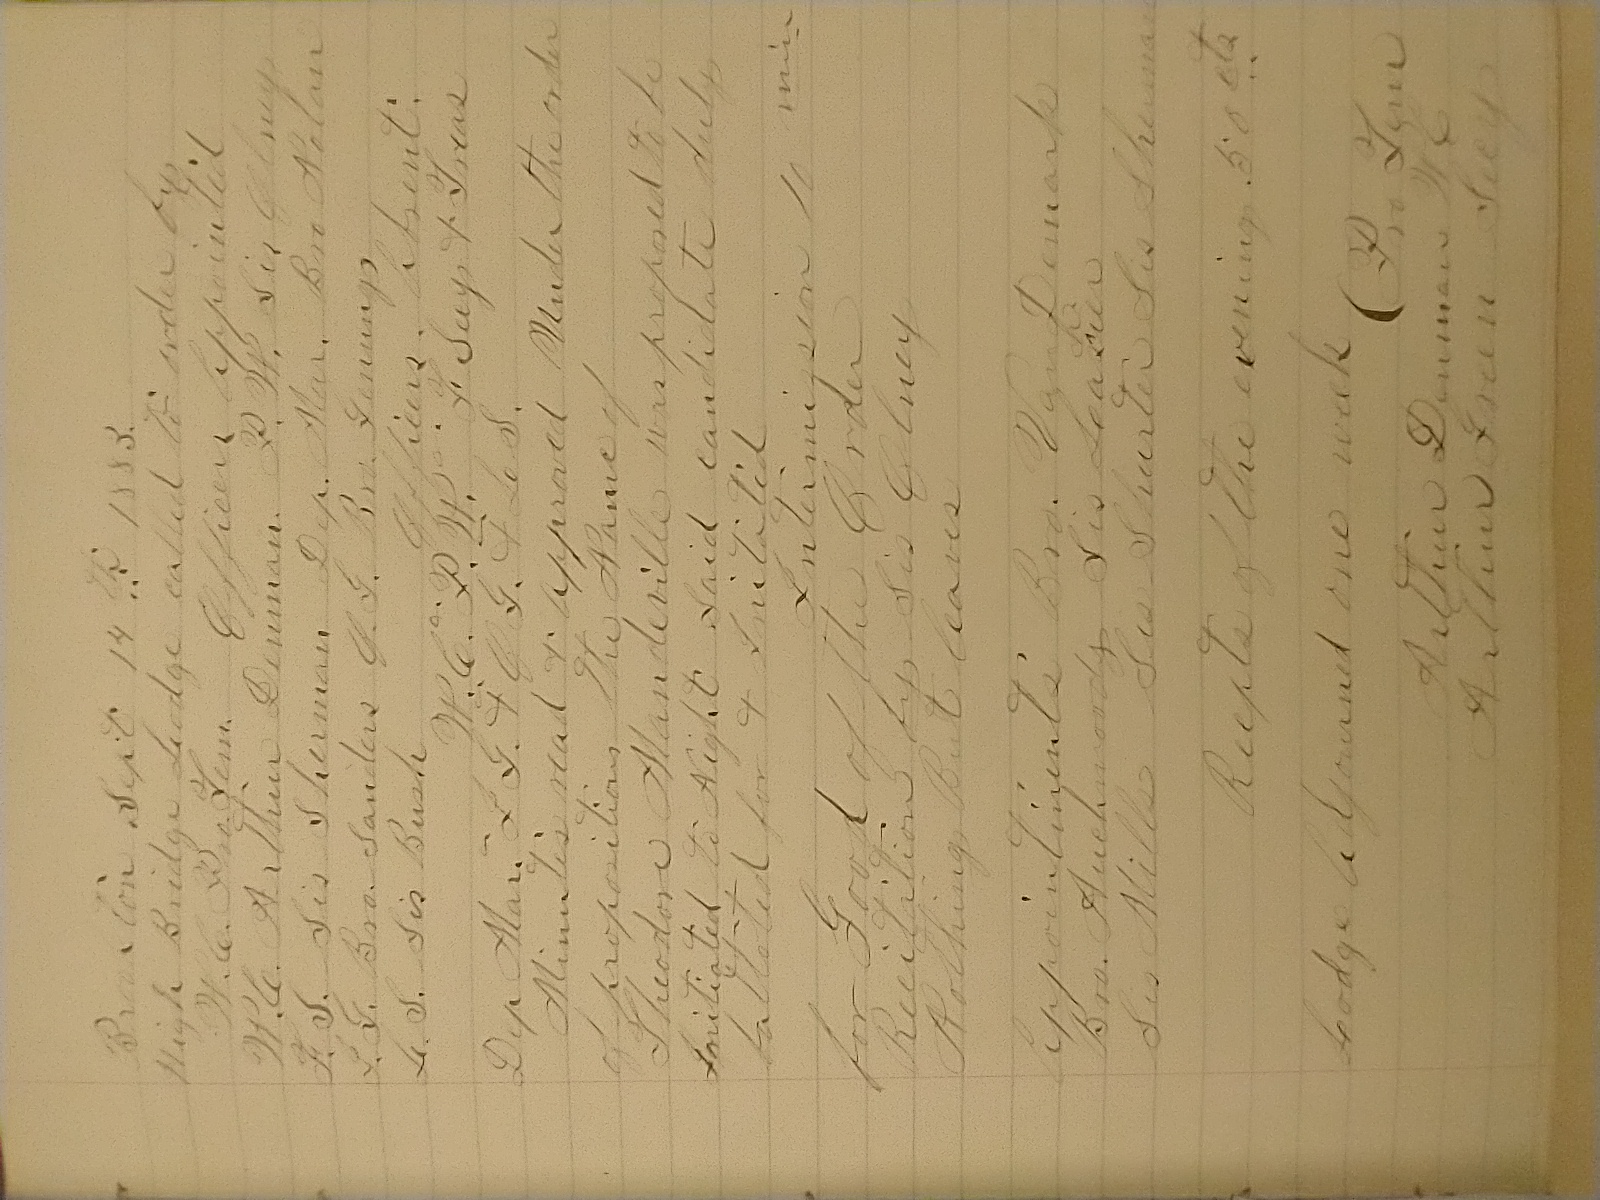 Sept 14th 1883.
High Bridge Lodge called to order by
W.C. Pro. Tem. Officers Appointed
W.C. Arthur Denman. P. W. Sis Olney
F. S. Sis Sherman Dep. Mar. Bro Nolan
I. G. Bro. Sanders O. G. Bro. Jenungs
L. S. Sis Bush Officers. Absent.
W. C. P. W. F Secy & Treas
Dep Mar. I G. & O G. & L S.
Minutes read & Approved Under the order
of propositions the Name of
Theodore Mandeville was proposed to be
Initiated to Night Said candidate duly
balloted for & Initiated
Intermission 10 min
for Good of the Order
Recitation by Sis Olney
Nothing But leaves
Appointments Bro. Van Demark
Bro. Auchmoody Sis Leasier
Sis Mills Sis Shurter Sis Sherman
Recpts of the evening .50 cts
Lodge Adjourned one week
(Pro Tem
Arthur Denman W C
Arthur Green Secy